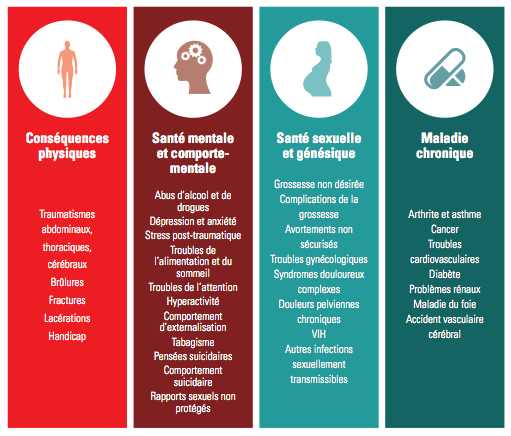 Conséquences
physiques
Traumatismes
abdominaux,
thoraciques,
cérébraux
Brûlures
Fractures
Lacérations
Handicap
Santé mentale
et comporte-
mentale
Abus d'alcool et de
drogues
Dépression et anxiété
Stress post-traumatique
Troubles de
l'alimentation et du
sommeil
Troubles de l'attention
Hyperactivité
Comportement
d'externalisation
Tabagisme
Pensées suicidaires
Comportement
suicidaire
Rapports sexuels non
protégés
Santé sexuelle
et génésique
Grossesse non désirée
Complications de la
grossesse
Avortements non
sécurisés
Troubles gynécologiques
Syndromes douloureux
complexes
Douleurs pelviennes
chroniques
VIH
Autres infections
sexuellement
transmissibles
Maladie
chronique
Arthrite et asthme
Cancer
Troubles
cardiovasculaires
Diabète
Problèmes rénaux
Maladie du foie
Accident vasculaire
cérébral